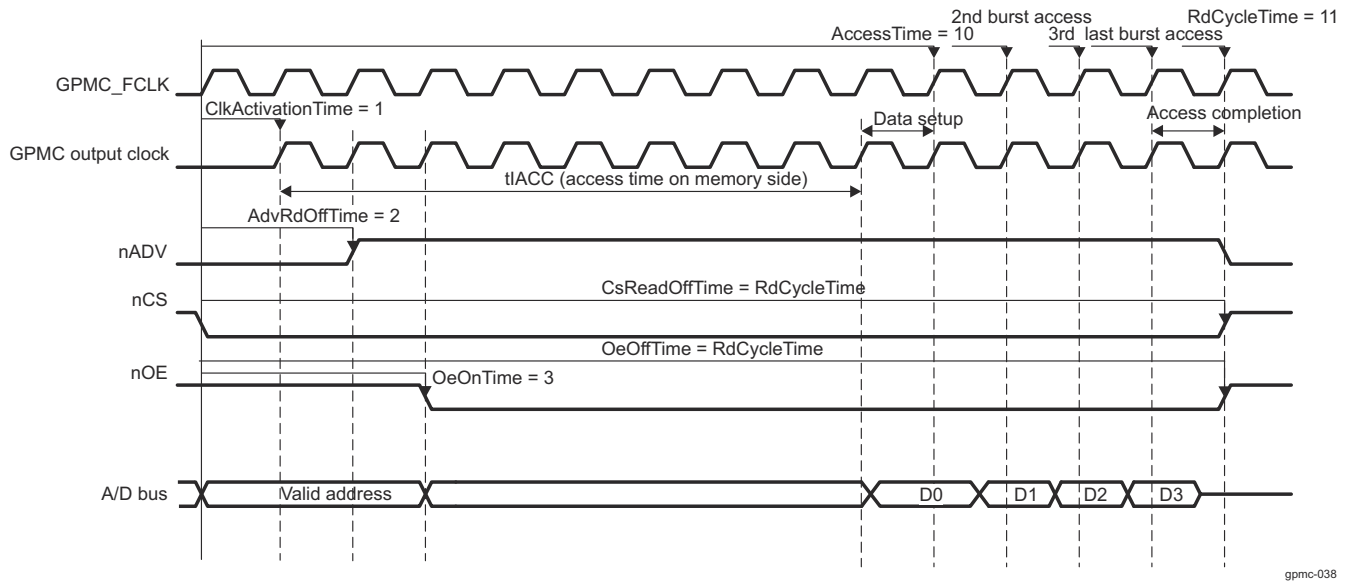 2nd burst access
RdCycleTime = 11
AccessTime = 10
3rd last burst access
GPMC_FCLK
ClkActivationTime = 1
Data setup
Access completion
GPMC output clock
tIACC (access time on memory side)
AdvRdOffTime = 2
nADV
CsReadOffTime = RdCycleTime
nCS
OeOffTime = RdCycleTime
nOE
OeOnTime = 3
A/D bus
Valid address
D0
D1
D2
D3
gpmc-038